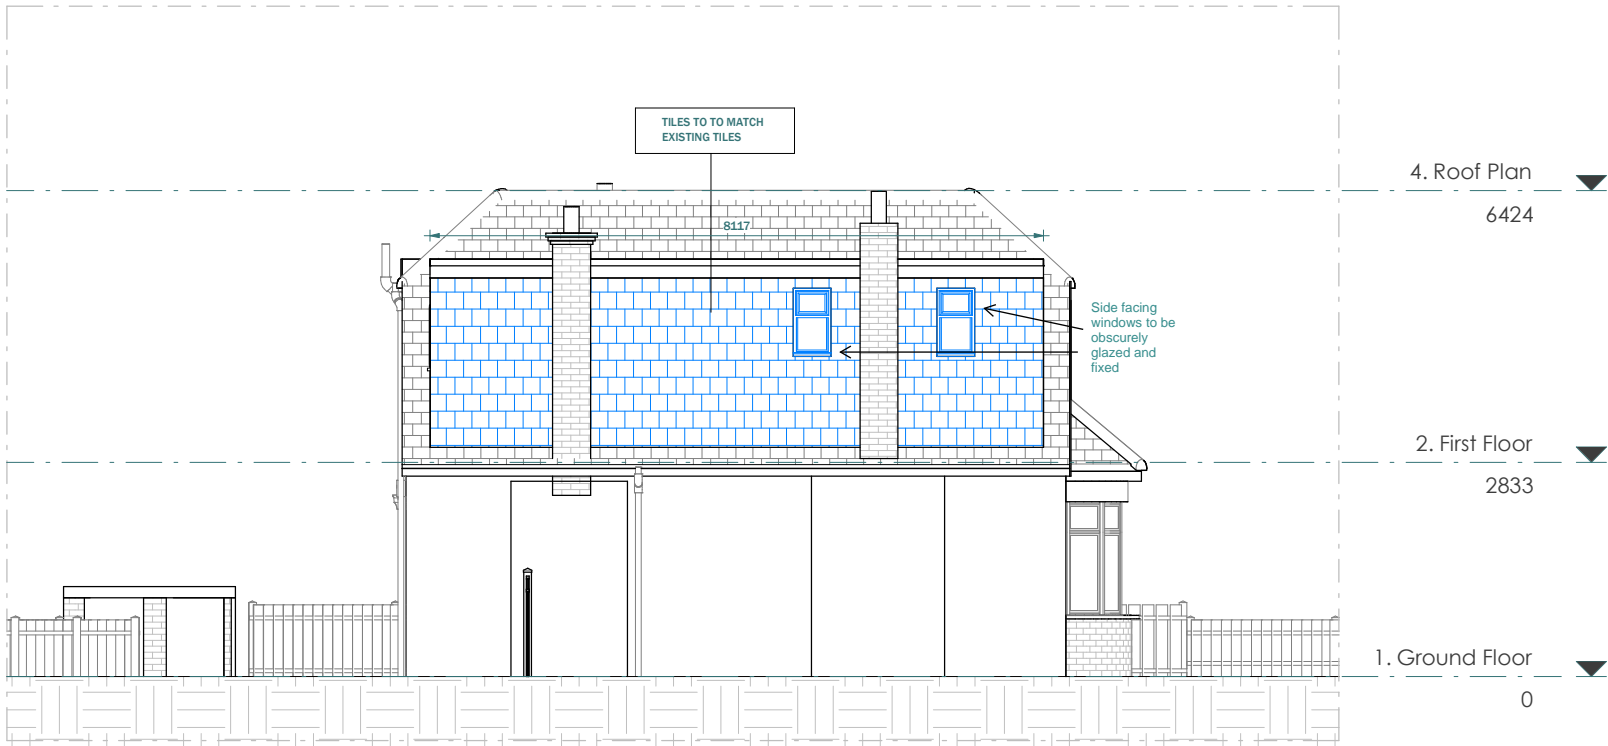 TILES TO TO MATCH
EXISTING TILES
4. Roof Plan
6424
8117
Side facing
windows to be
obscurely
glazed and
fixed
2. First Floor
2833
1. Ground Floor
0